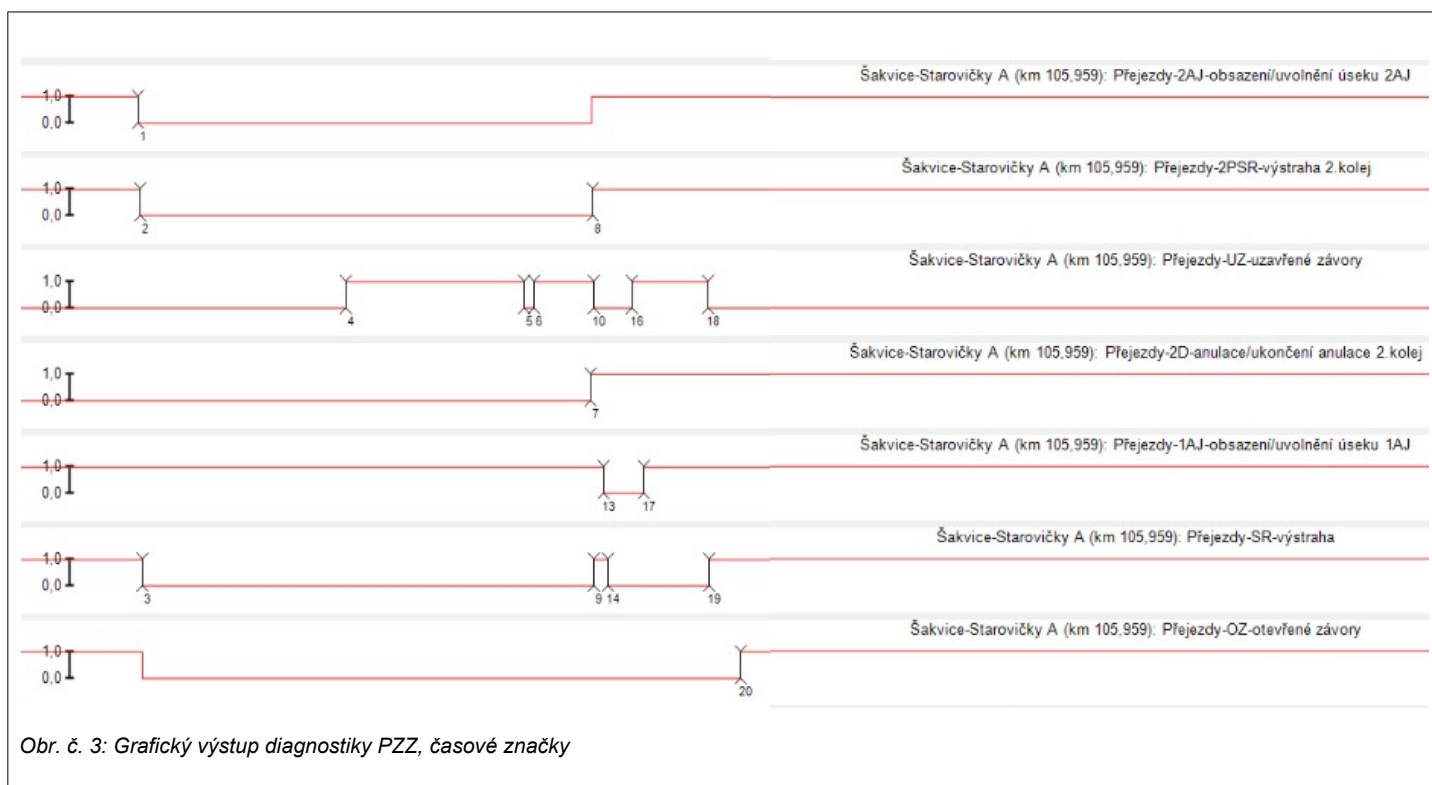 Šakvice-Starovičky A (km 105,959): Přejezdy-2AJ-obsazení/uvolnění úseku 2AJ
1,0
0,0
1
Šakvice-Starovičky A (km 105,959): Přejezdy-2PSR-výstraha 2.kolej
1,0
0,0
2 8
Šakvice-Starovičky A (km 105,959): Přejezdy-UZ-uzavřené závory
1,0
0,0
4 5 6 10 16 18
Šakvice-Starovičky A (km 105,959): Přejezdy-2D-anulace/ukončení anulace 2.kolej
1,0
0,0
7
Šakvice-Starovičky A (km 105,959): Přejezdy-1AJ-obsazení/uvolnění úseku 1AJ
1,0
0,0
13 17
Šakvice-Starovičky A (km 105,959): Přejezdy-SR-výstraha
1,0
0,0
3 9 14 19
Šakvice-Starovičky A (km 105,959): Přejezdy-OZ-otevřené závory
1,0
0,0
20
Obr. č. 3: Grafický výstup diagnostiky PZZ, časové značky